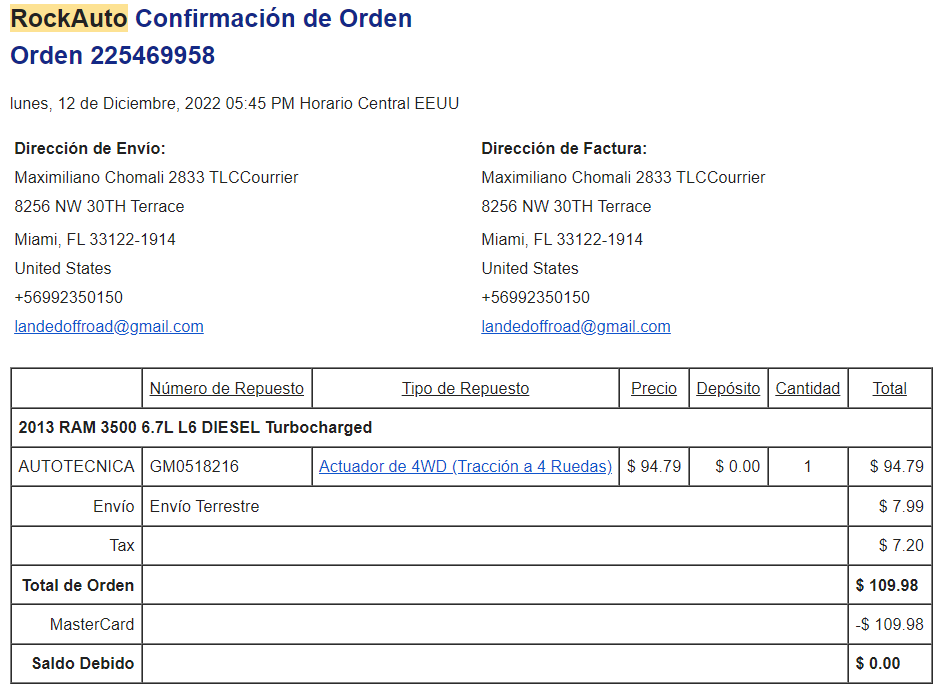 RockAuto Confirmación de Orden
Orden 225469958
lunes, 12 de Diciembre, 2022 05:45 PM Horario Central EEUU
Dirección de Envío:
Maximiliano Chomali 2833 TLCCourrier
8256 NW 30TH Terrace
Miami, FL 33122-1914
United States
+56992350150
landedoffroad@gmail.com
Dirección de Factura:
Maximiliano Chomali 2833 TLCCourrier
8256 NW 30TH Terrace
Miami, FL 33122-1914
United States
+56992350150
landedoffroad@gmail.com
Número de Repuesto Tipo de Repuesto Precio Depósito Cantidad Total
2013 RAM 3500 6.7L L6 DIESEL Turbocharged
AUTOTECNICA GM0518216 Actuador de 4WD (Tracción a 4 Ruedas) $ 94.79 $ 0.00 1 $ 94.79
Envío Envío Terrestre $ 7.99
Tax $ 7.20
Total de Orden $ 109.98
MasterCard -$ 109.98
Saldo Debido $ 0.00